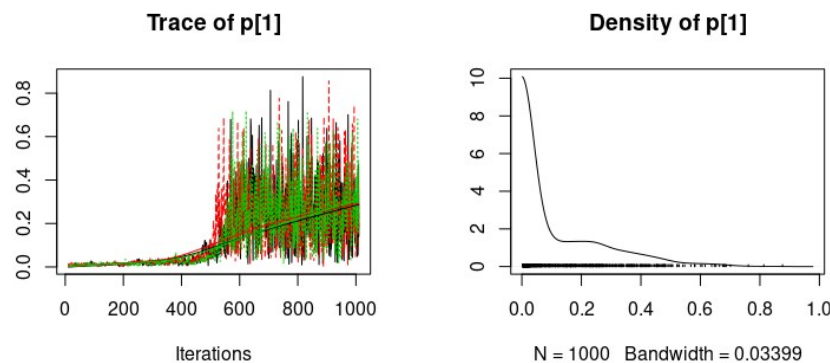 Trace of p[1]
0.8
0.6
0.4
0.2
0.0
0 200 400 600 800 1000
Iterations
Density of p[1]
10
8
6
4
2
0
0.0 0.2 0.4 0.6 0.8 1.0
N = 1000 Bandwidth = 0.03399